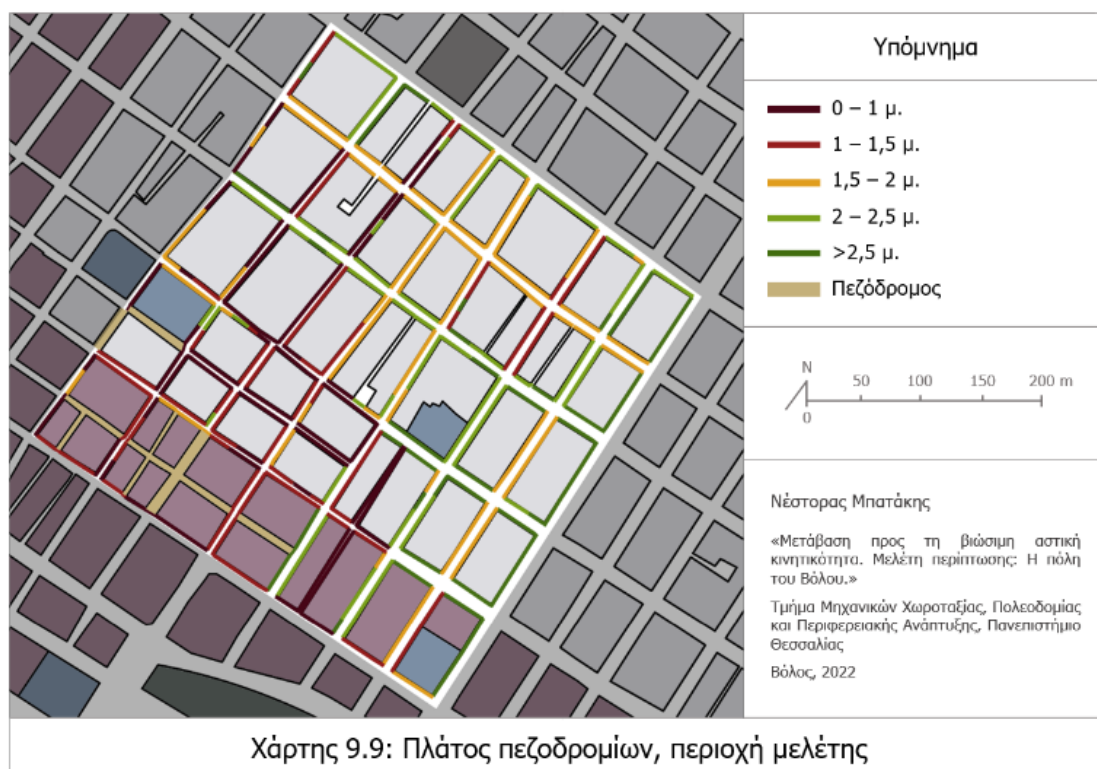 Υπόμνημα
0 – 1 μ.
1 – 1,5 μ.
1,5 – 2 μ.
2 – 2,5 μ.
>2,5 μ.
Πεζόδρομος
N
50 100 150 200 m
0
Νέστορας Μπατάκης
«Μετάβαση προς τη βιώσιμη αστική
κινητικότητα. Μελέτη περίπτωσης: Η πόλη
του Βόλου.»
Τμήμα Μηχανικών Χωροταξίας, Πολεοδομίας
και Περιφερειακής Ανάπτυξης, Πανεπιστήμιο
Θεσσαλίας
Βόλος, 2022
Χάρτης 9.9: Πλάτος πεζοδρομίων, περιοχή μελέτης